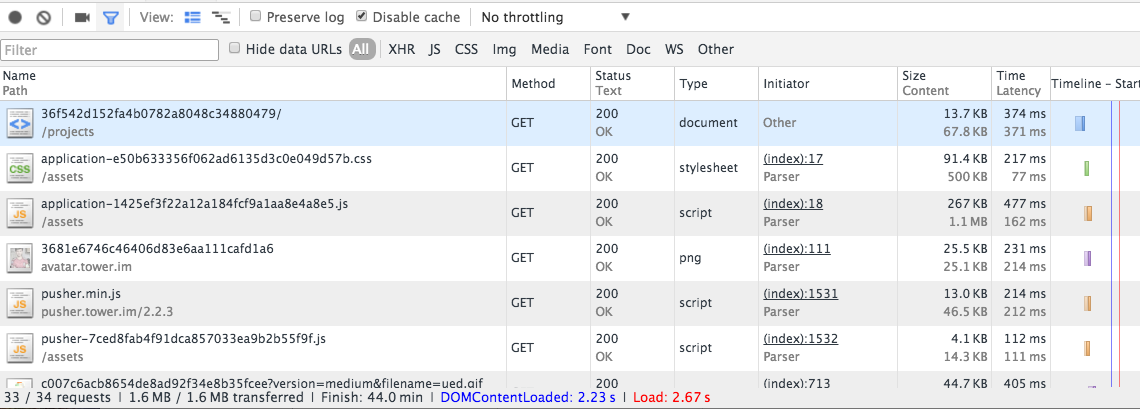 View: Preserve log Disable cache No throttling
Filter Hide data URLs All XHR JS CSS Img Media Font Doc WS Other
Name Method Status Type Initiator Size Time Timeline – Start
Path Text Content Latency
36f542d152fa4b0782a8048c34880479/ GET 200 document Other 13.7 KB 374 ms
/projects OK 67.8 KB 371 ms
application-e50b633356f062ad6135d3c0e049d57b.css GET 200 stylesheet (index):17 91.4 KB 217 ms
/assets OK Parser 500 KB 77 ms
application-1425ef3f22a12a184fcf9a1aa8e4a8e5.js GET 200 script (index):18 267 KB 477 ms
/assets OK Parser 1.1 MB 162 ms
3681e6746c46406d83e6aa111cafd1a6 GET 200 png (index):111 25.5 KB 231 ms
avatar.tower.im OK Parser 25.1 KB 214 ms
pusher.min.js GET 200 script (index):1531 13.0 KB 214 ms
pusher.tower.im/2.2.3 OK Parser 46.5 KB 212 ms
pusher-7ced8fab4f91dca857033ea9b2b55f9f.js GET 200 script (index):1532 4.1 KB 112 ms
/assets OK Parser 14.3 KB 111 ms
c007c6acb8654de8ad92f34e8b35fcee?version=medium&filename=ued.gif 200 (index):713 44.7 KB 405 ms
33 / 34 requests | 1.6 MB / 1.6 MB transferred | Finish: 44.0 min | DOMContentLoaded: 2.23 s | Load: 2.67 s